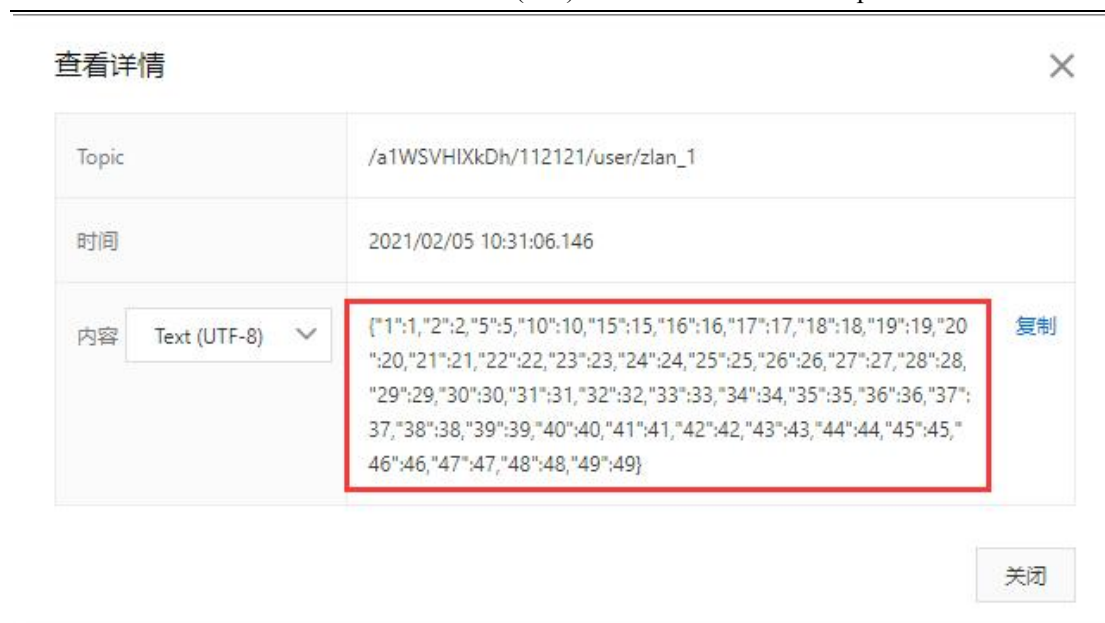 查看详情
Topic
/a1WSVHIXkDh/112121/user/zlan_1
时间
2021/02/05 10:31:06.146
内容 Text (UTF-8)
{"1":1,"2":2,"5":5,"10":10,"15":15,"16":16,"17":17,"18":18,"19":19,"20
":20,"21":21,"22":22,"23":23,"24":24,"25":25,"26":26,"27":27,"28":28,
"29":29,"30":30,"31":31,"32":32,"33":33,"34":34,"35":35,"36":36,"37":
37,"38":38,"39":39,"40":40,"41":41,"42":42,"43":43,"44":44,"45":45,"
46":46,"47":47,"48":48,"49":49}
复制
关闭